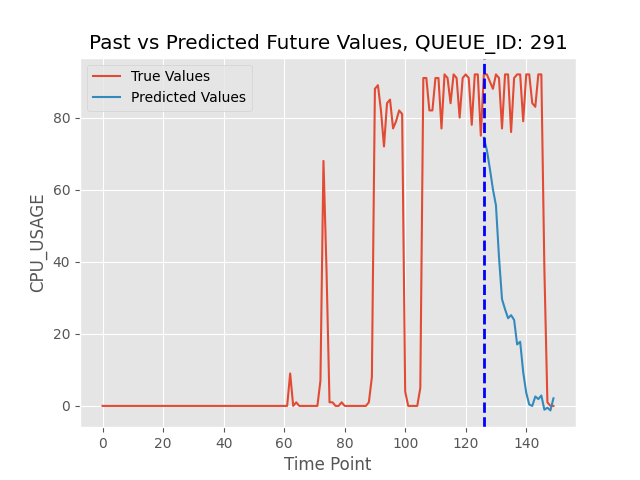 Past vs Predicted Future Values, QUEUE_ID: 291
True Values
Predicted Values
CPU_USAGE
80
60
40
20
0
0 20 40 60 80 100 120 140
Time Point